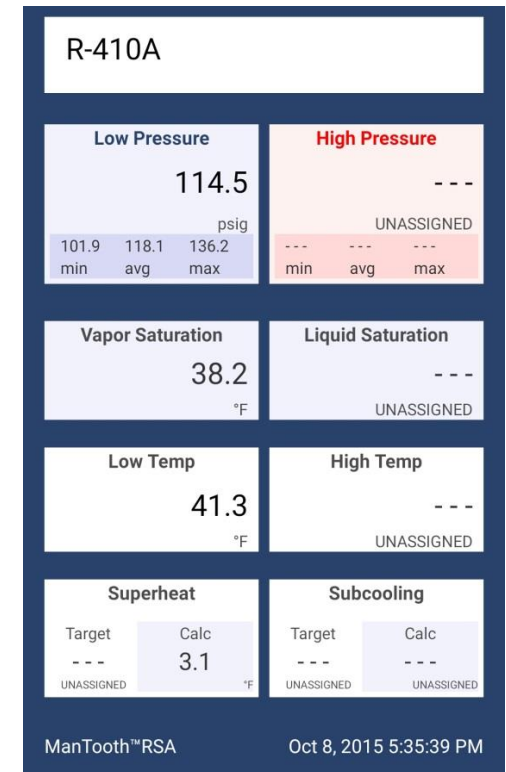 R-410A
Low Pressure
114.5
psig
101.9 118.1 136.2
min avg max
High Pressure
- - -
UNASSIGNED
- - - - - - - - -
min avg max
Vapor Saturation
38.2
°F
Liquid Saturation
- - -
UNASSIGNED
Low Temp
41.3
°F
High Temp
- - -
UNASSIGNED
Superheat
Target Calc
- - - 3.1
UNASSIGNED °F
Subcooling
Target Calc
- - - - - -
UNASSIGNED UNASSIGNED
ManTooth™RSA Oct 8, 2015 5:35:39 PM